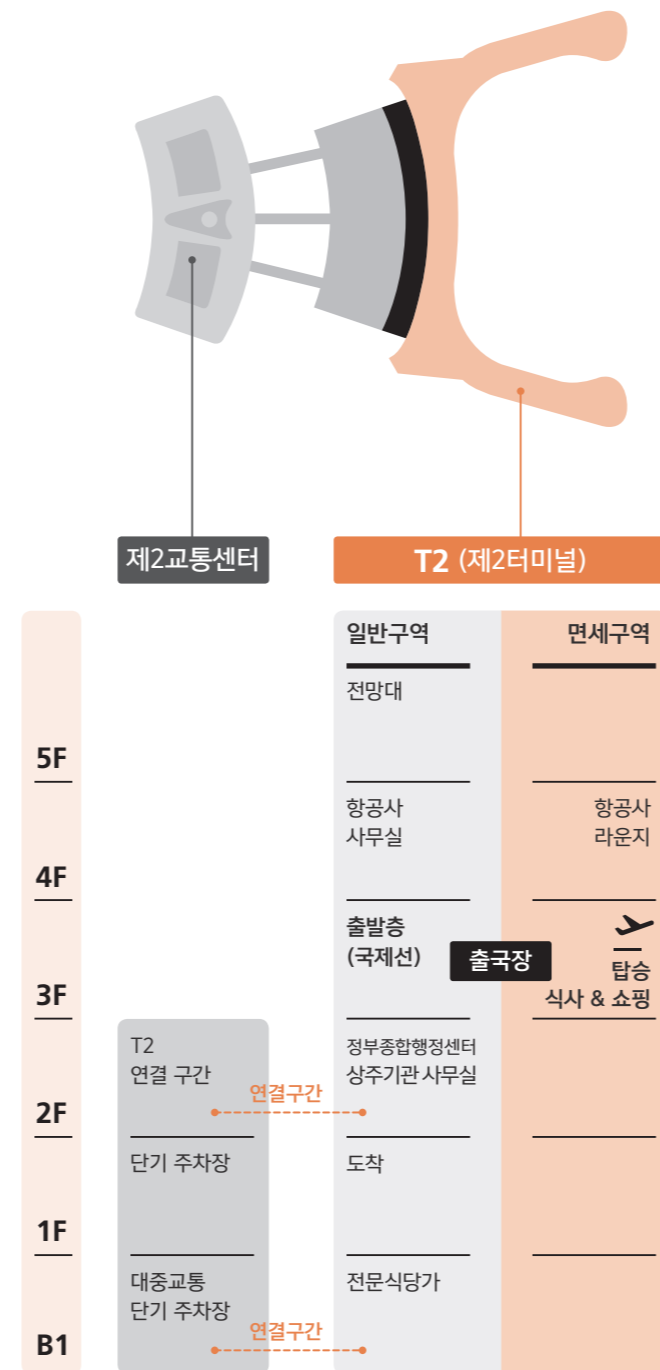 제2교통센터
T2 (제2터미널)
일반구역
면세구역
전망대
5F
항공사
사무실
항공사
라운지
4F
출발층
(국제선)
출국장
탑승
식사 & 쇼핑
3F
T2
연결 구간
정부종합행정센터
상주기관 사무실
연결구간
2F
단기 주차장
도착
1F
대중교통
단기 주차장
전문식당가
연결구간
B1